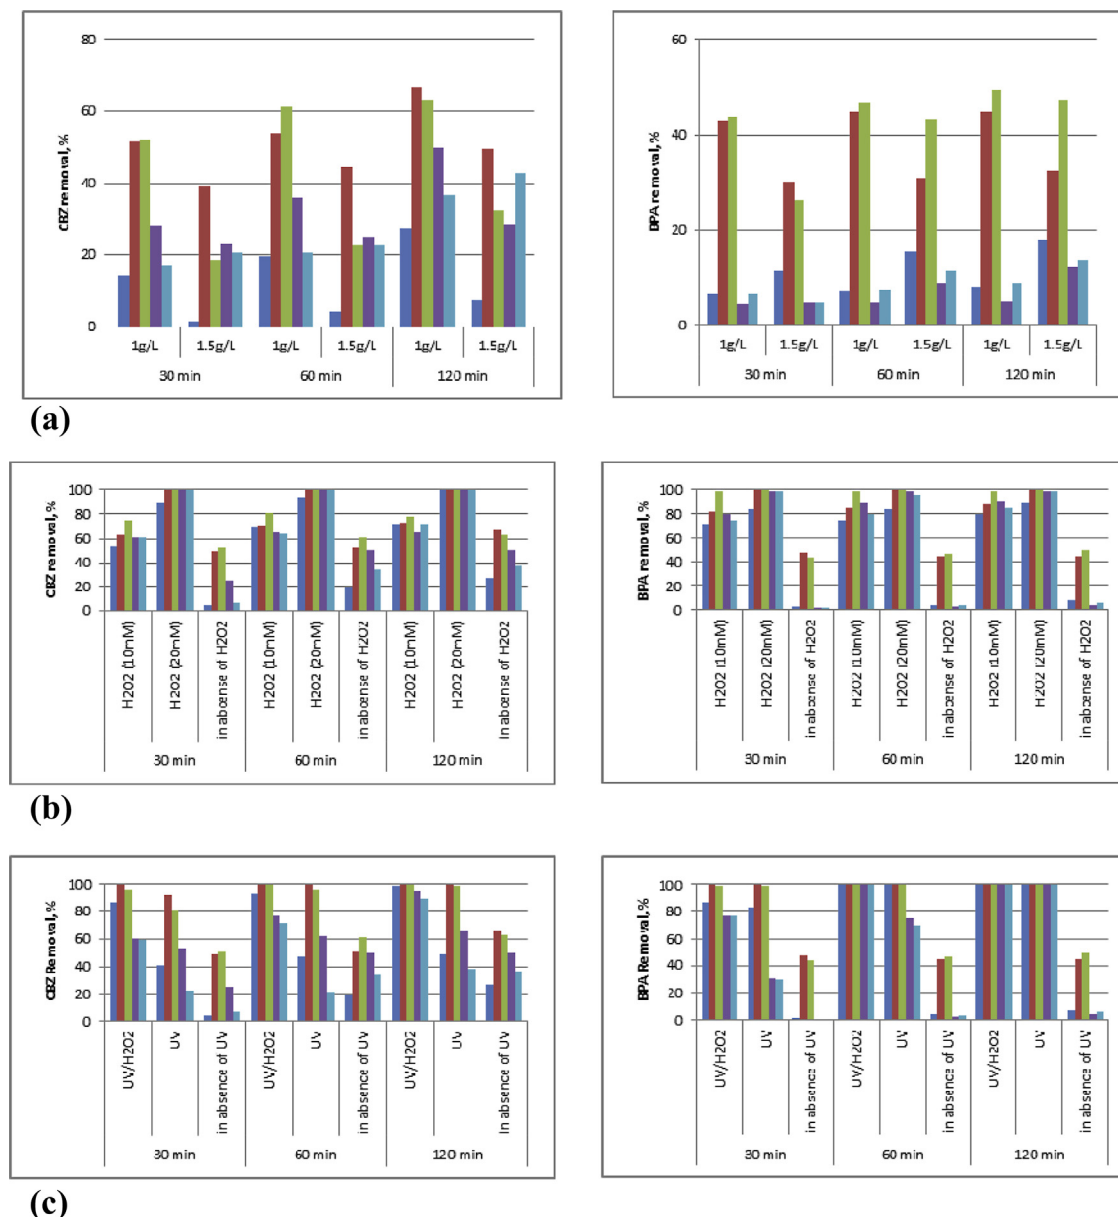 80
60
40
20
0
CBZ removal, %
1g/L 1.5g/L 1g/L 1.5g/L 1g/L 1.5g/L
30 min 60 min 120 min
60
40
20
0
BPA removal, %
1g/L 1.5g/L 1g/L 1.5g/L 1g/L 1.5g/L
30 min 60 min 120 min
(a)
100
80
60
40
20
0
CBZ removal, %
H2O2 (10mM)
H2O2 (20mM)
in abcense of H2O2
H2O2 (10mM)
H2O2 (20mM)
in abcense of H2O2
H2O2 (10mM)
H2O2 (20mM)
in abcense of H2O2
30 min 60 min 120 min
100
80
60
40
20
0
BPA removal, %
H2O2 (10mM)
H2O2 (20mM)
in abcense of H2O2
H2O2 (10mM)
H2O2 (20mM)
in abcense of H2O2
H2O2 (10mM)
H2O2 (20mM)
in abcense of H2O2
30 min 60 min 120 min
(b)
100
80
60
40
20
0
CBZ Removal, %
UV/H2O2
UV
in absence of UV
UV/H2O2
UV
in absence of UV
UV/H2O2
UV
in absence of UV
30 min 60 min 120 min
100
80
60
40
20
0
BPA Removal, %
UV/H2O2
UV
in absence of UV
UV/H2O2
UV
in absence of UV
UV/H2O2
UV
in absence of UV
30 min 60 min 120 min
(c)